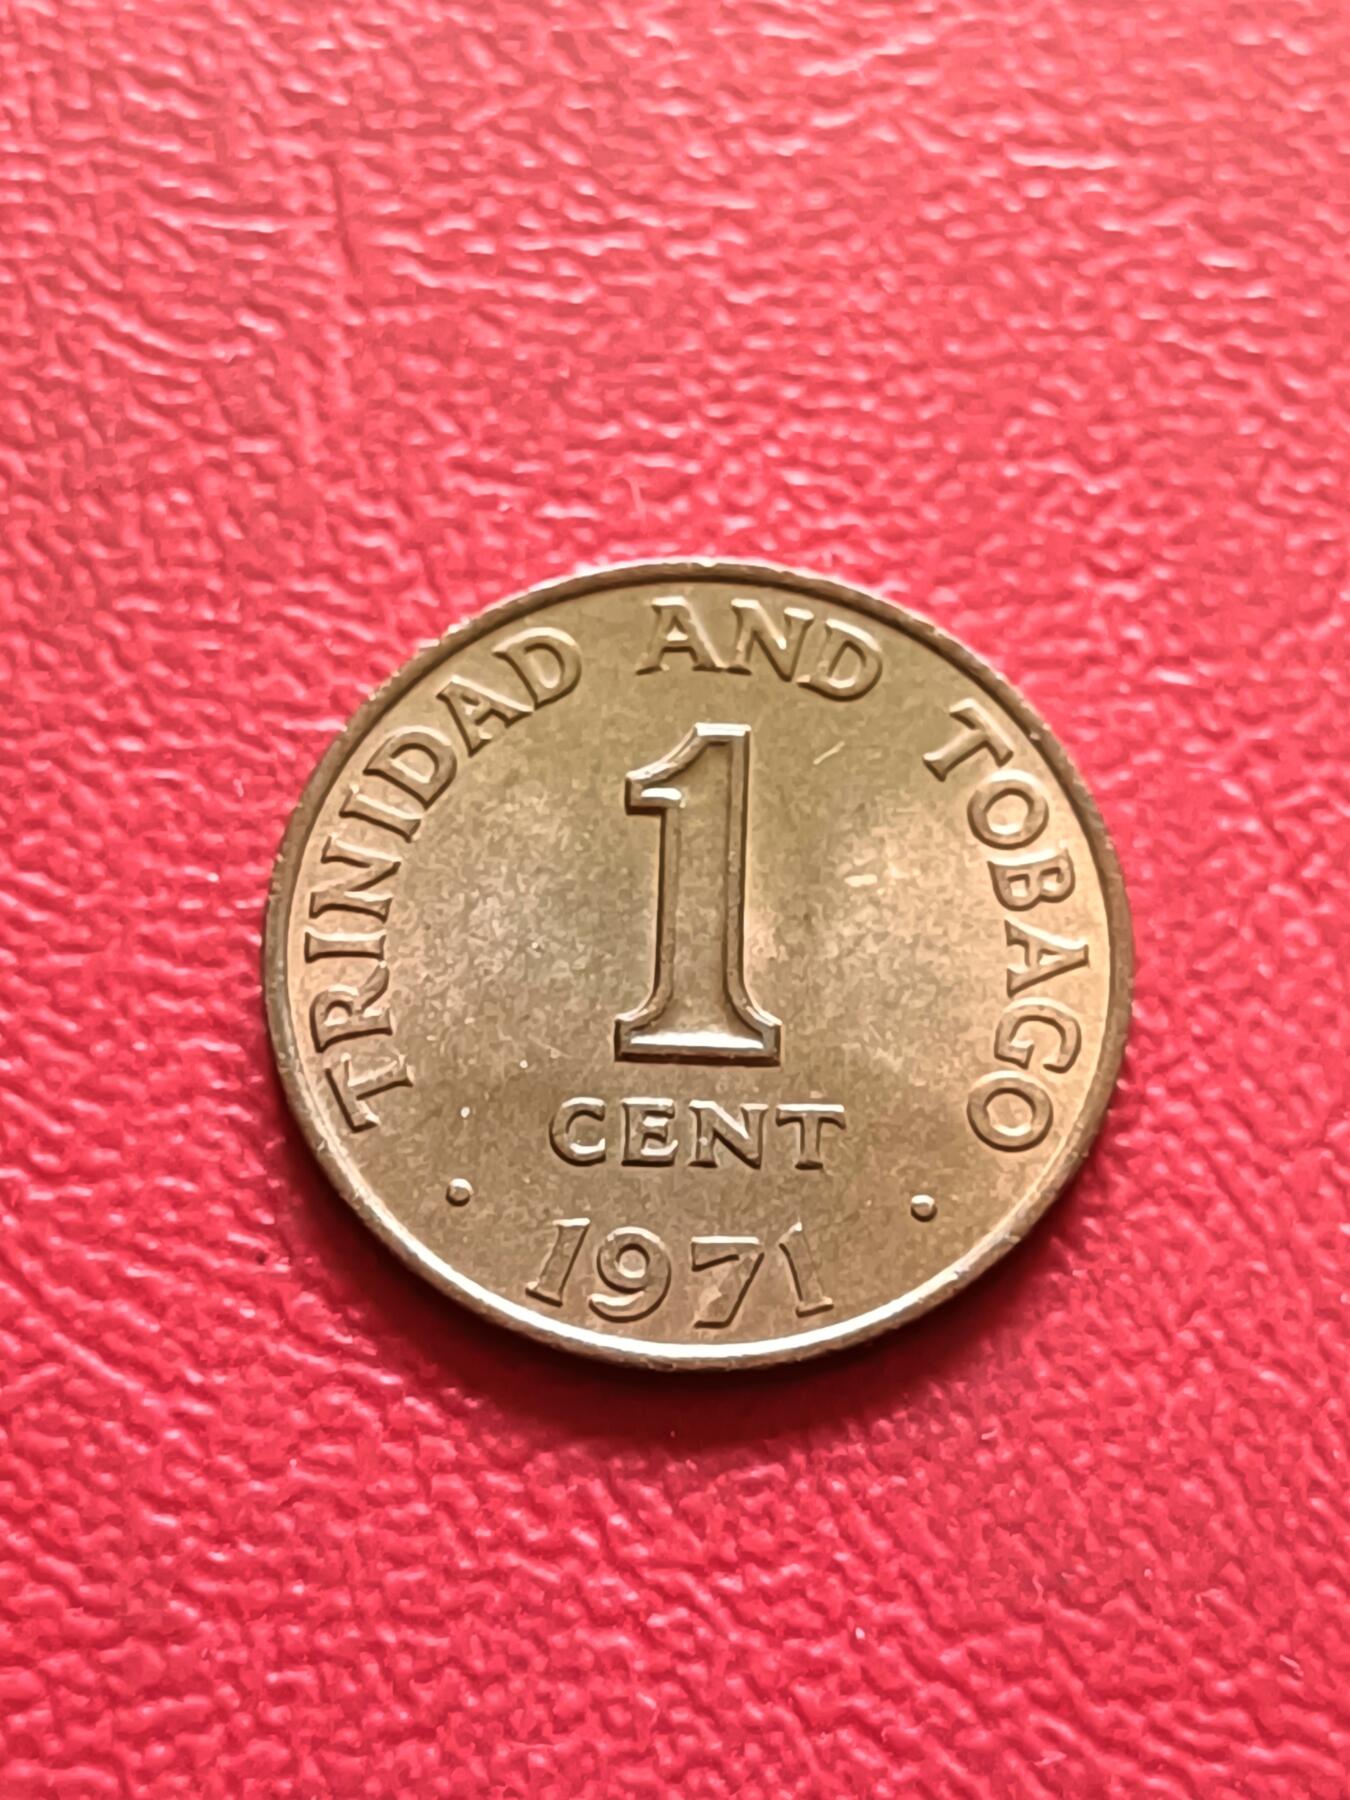 TRINIDAD AND TOBAGO
1
CENT
• 1971 •